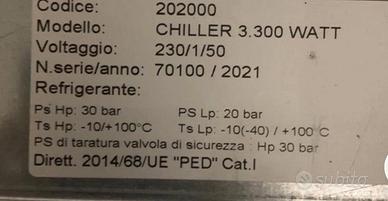 Codice: 202000
Modello: CHILLER 3.300 WATT
Voltaggio: 230/1/50
N.serie/anno: 70100 / 2021
Refrigerante:
Ps Hp: 30 bar PS Lp: 20 bar
Ts Hp: -10/+100°C Ts Lp: -10(-40) / +100 C
PS di taratura valvola di sicurezza : Hp 30 bar
Dirett. 2014/68/UE "PED" Cat.I
subito